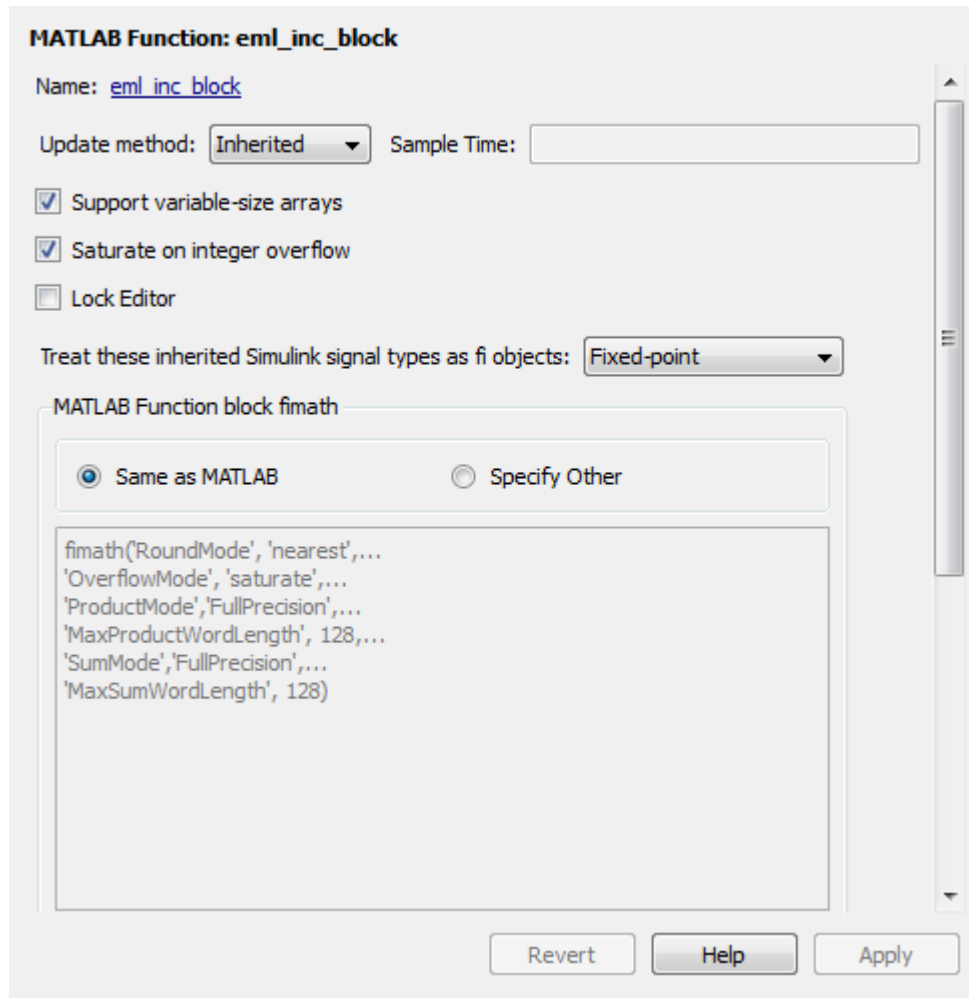 MATLAB Function: eml_inc_block
Name: eml_inc_block
Update method: Inherited Sample Time:
Support variable-size arrays
Saturate on integer overflow
Lock Editor
Treat these inherited Simulink signal types as fi objects: Fixed-point
MATLAB Function block fimath
Same as MATLAB Specify Other
fimath('RoundMode', 'nearest',...
'OverflowMode', 'saturate',...
'ProductMode','FullPrecision',...
'MaxProductWordLength', 128,...
'SumMode','FullPrecision',...
'MaxSumWordLength', 128)
Revert Help Apply